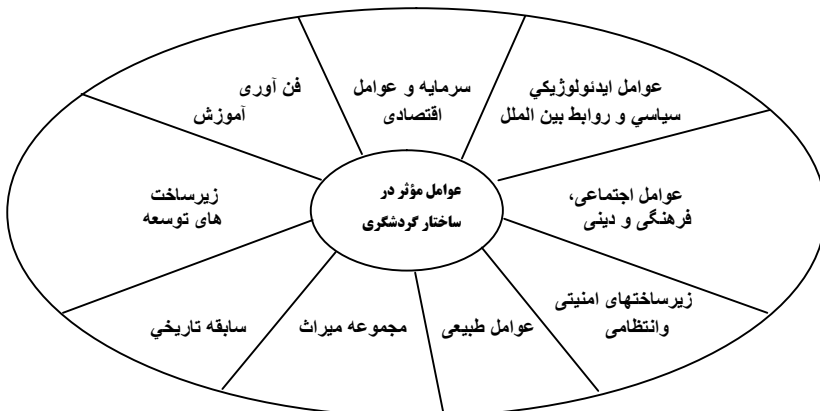 عوامل مؤثر در
ساختار گردشگری
عوامل ايدئولوژيكي
سياسي و روابط بين الملل
سرمايه و عوامل
اقتصادی
فن آوری
آموزش
زيرساخت
های توسعه
سابقه تاريخي
مجموعه ميراث
عوامل طبيعی
زيرساختهای امنيتی
وانتظامی
عوامل اجتماعی،
فرهنگی و دينی